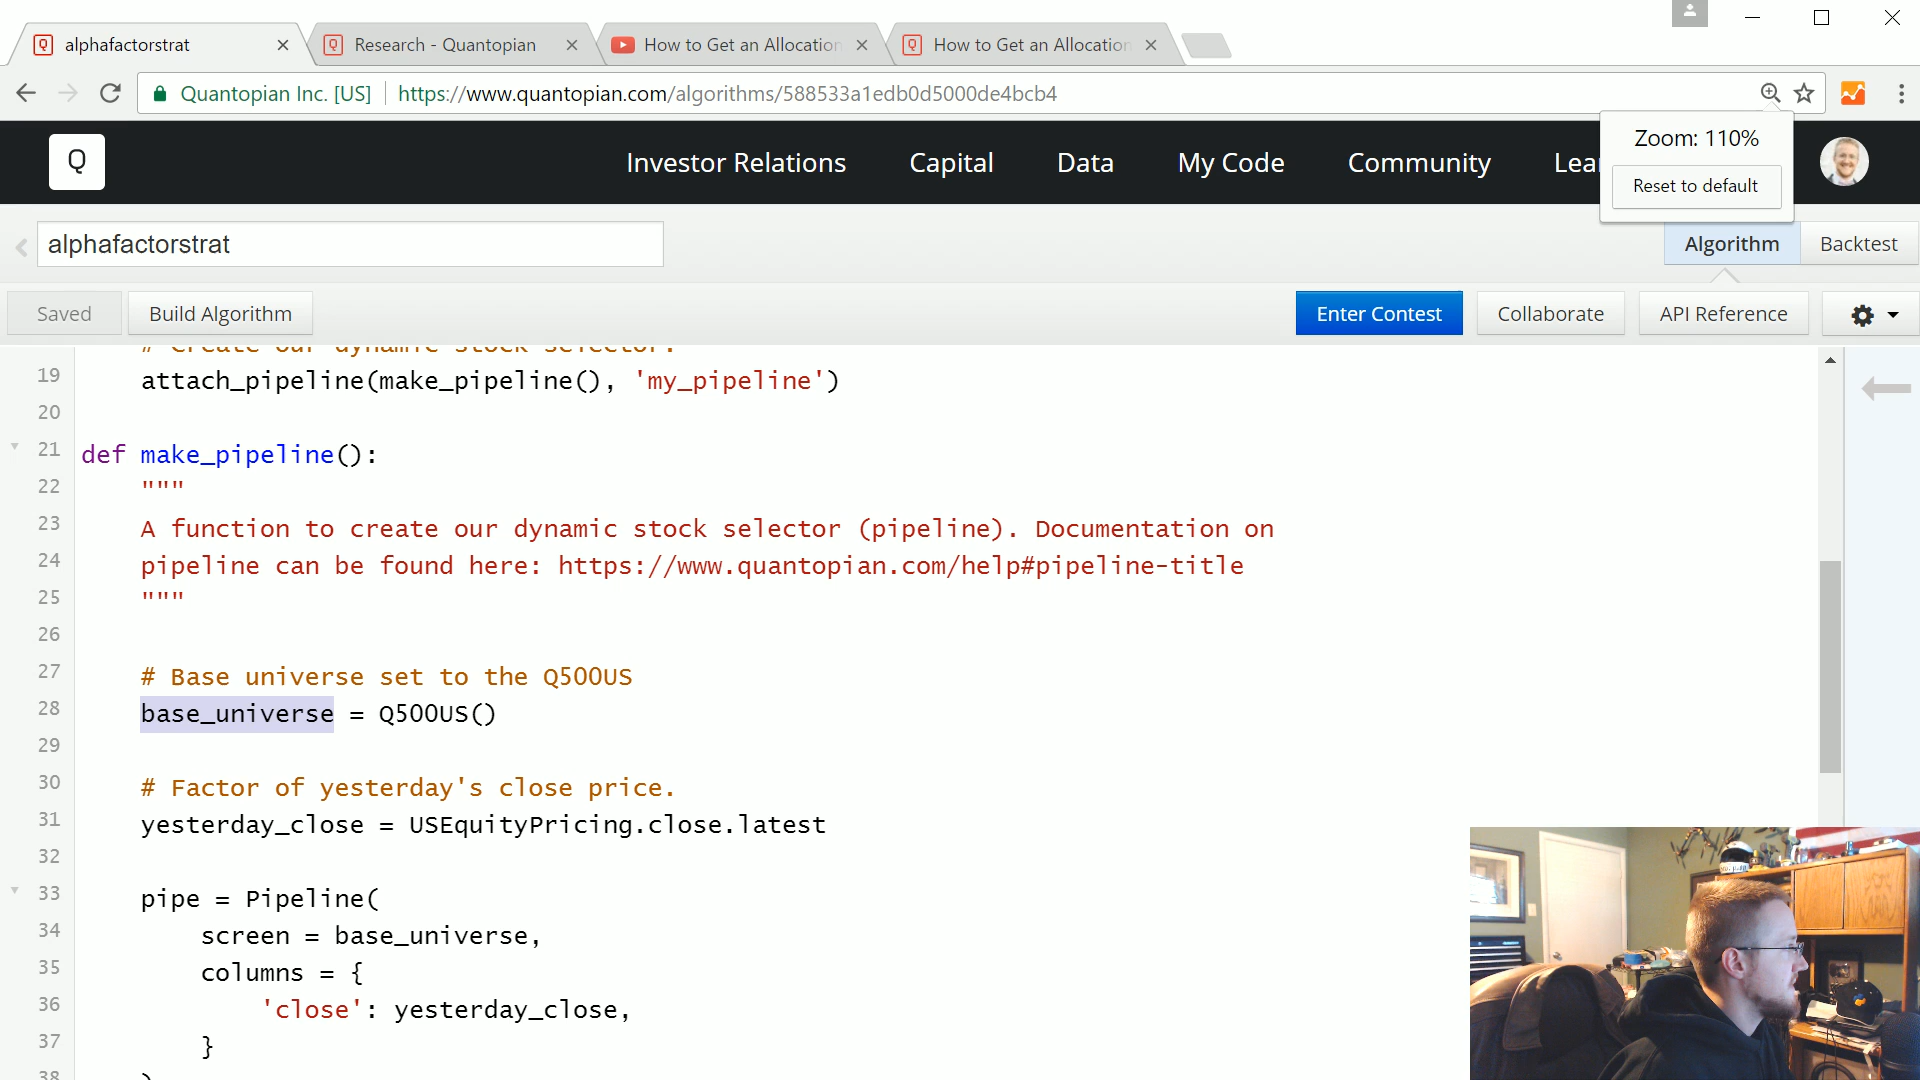 alphafactorstrat
Research - Quantopian
How to Get an Allocation
How to Get an Allocation
Quantopian Inc. [US]
https://www.quantopian.com/algorithms/588533a1edb0d5000de4bcb4
Zoom: 110%
Reset to default
Q
Investor Relations
Capital
Data
My Code
Community
Lear
alphafactorstrat
Algorithm
Backtest
Saved
Build Algorithm
Enter Contest
Collaborate
API Reference
# Create our dynamic stock selector.
19 attach_pipeline(make_pipeline(), 'my_pipeline')
20
21 def make_pipeline():
22 """
23 A function to create our dynamic stock selector (pipeline). Documentation on
24 pipeline can be found here: https://www.quantopian.com/help#pipeline-title
25 """
26
27 # Base universe set to the Q500US
28 base_universe = Q500US()
29
30 # Factor of yesterday's close price.
31 yesterday_close = USEquityPricing.close.latest
32
33 pipe = Pipeline(
34 screen = base_universe,
35 columns = {
36 'close': yesterday_close,
37 }
38 )